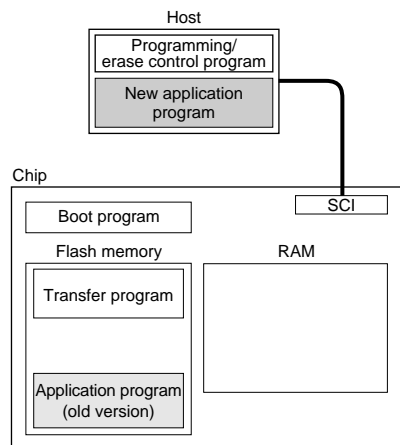 Host
Programming/
erase control program
New application
program
Chip
SCI
Boot program
Flash memory
RAM
Transfer program
Application program
(old version)